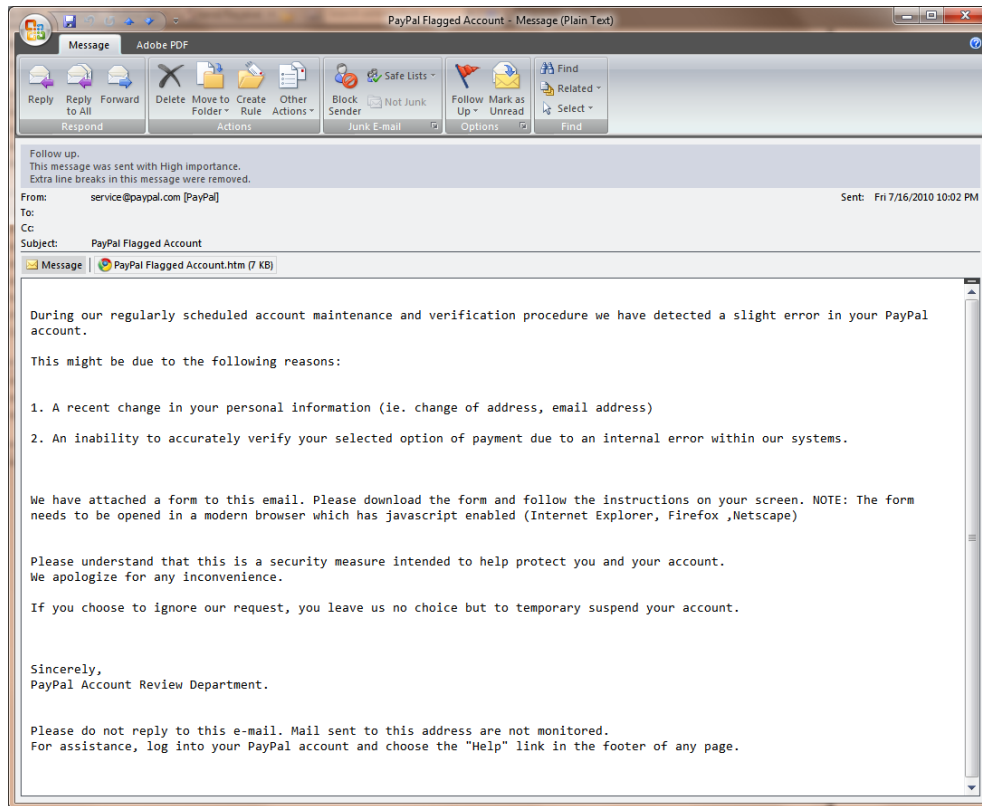 PayPal Flagged Account - Message (Plain Text)
Message Adobe PDF
Reply Reply to All Forward Delete Move to Folder Create Rule Other Actions Block Sender Safe Lists Not Junk Follow Up Mark as Unread Find Related Select
Respond Actions Junk E-mail Options Find
Follow up.
This message was sent with High importance.
Extra line breaks in this message were removed.
From: service@paypal.com [PayPal] Sent: Fri 7/16/2010 10:02 PM
To:
Cc:
Subject: PayPal Flagged Account
Message PayPal Flagged Account.htm (7 KB)
During our regularly scheduled account maintenance and verification procedure we have detected a slight error in your PayPal
account.
This might be due to the following reasons:
1. A recent change in your personal information (ie. change of address, email address)
2. An inability to accurately verify your selected option of payment due to an internal error within our systems.
We have attached a form to this email. Please download the form and follow the instructions on your screen. NOTE: The form
needs to be opened in a modern browser which has javascript enabled (Internet Explorer, Firefox ,Netscape)
Please understand that this is a security measure intended to help protect you and your account.
We apologize for any inconvenience.
If you choose to ignore our request, you leave us no choice but to temporary suspend your account.
Sincerely,
PayPal Account Review Department.
Please do not reply to this e-mail. Mail sent to this address are not monitored.
For assistance, log into your PayPal account and choose the "Help" link in the footer of any page.